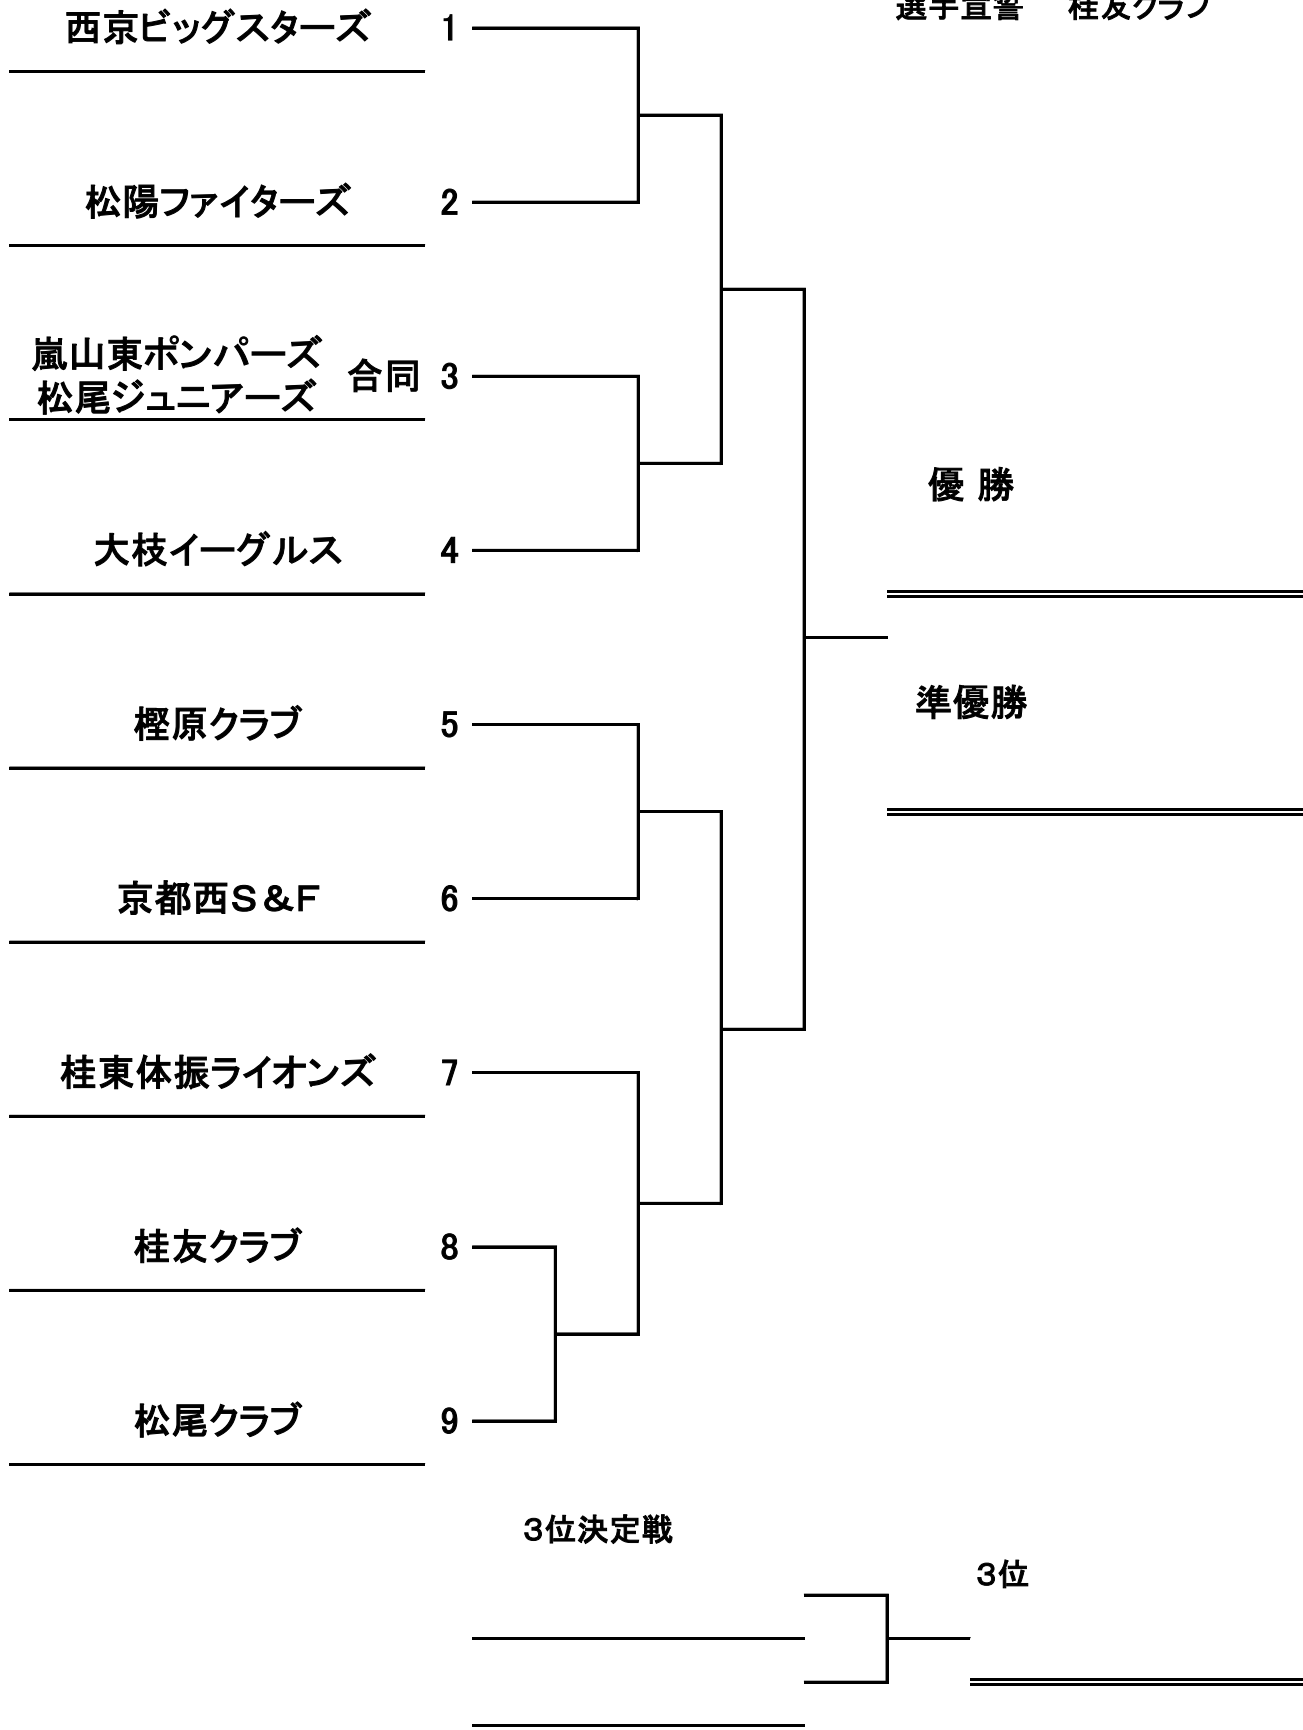 選手宣誓 桂友クラブ
西京ビッグスターズ 1
松陽ファイターズ 2
嵐山東ポンパーズ
松尾ジュニアーズ 合同 3
大枝イーグルス 4
優 勝
樫原クラブ 5
準優勝
京都西S&F 6
桂東体振ライオンズ 7
桂友クラブ 8
松尾クラブ 9
3位決定戦
3位